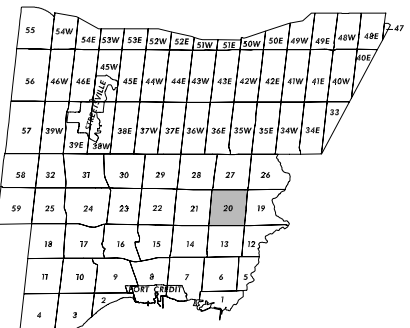 55 54W 54E 53W 53E 52W 52E 51W 51E 50W 50E 49W 49E 48W 48E 47
40E
45W
56 46W 46E STREETSVILLE 45E 44E 44W 43W 43E 42W 42E 41W 41E 40W
33
57 39W 39E 38W 38E 37W 37E 36W 36E 35W 35E 34W 34E
58 32 31 30 29 28 27 26
59 25 24 23 22 21 20 19
18 17 16 15 14 13 12
11 10 9 8 7 6 5
PORT CREDIT
4 3 2 1